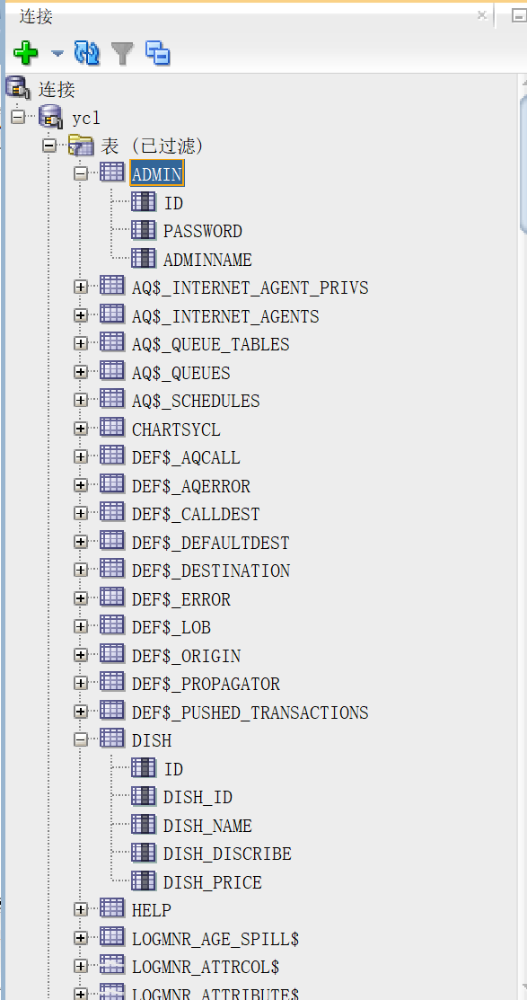 连接
连接
ycl
表 (已过滤)
ADMIN
ID
PASSWORD
ADMINNAME
AQ$_INTERNET_AGENT_PRIVS
AQ$_INTERNET_AGENTS
AQ$_QUEUE_TABLES
AQ$_QUEUES
AQ$_SCHEDULES
CHARTSYCL
DEF$_AQCALL
DEF$_AQERROR
DEF$_CALLDEST
DEF$_DEFAULTDEST
DEF$_DESTINATION
DEF$_ERROR
DEF$_LOB
DEF$_ORIGIN
DEF$_PROPAGATOR
DEF$_PUSHED_TRANSACTIONS
DISH
ID
DISH_ID
DISH_NAME
DISH_DISCRIBE
DISH_PRICE
HELP
LOGMNR_AGE_SPILL$
LOGMNR_ATTRCOL$
LOGMNR_ATTRIBUTE$